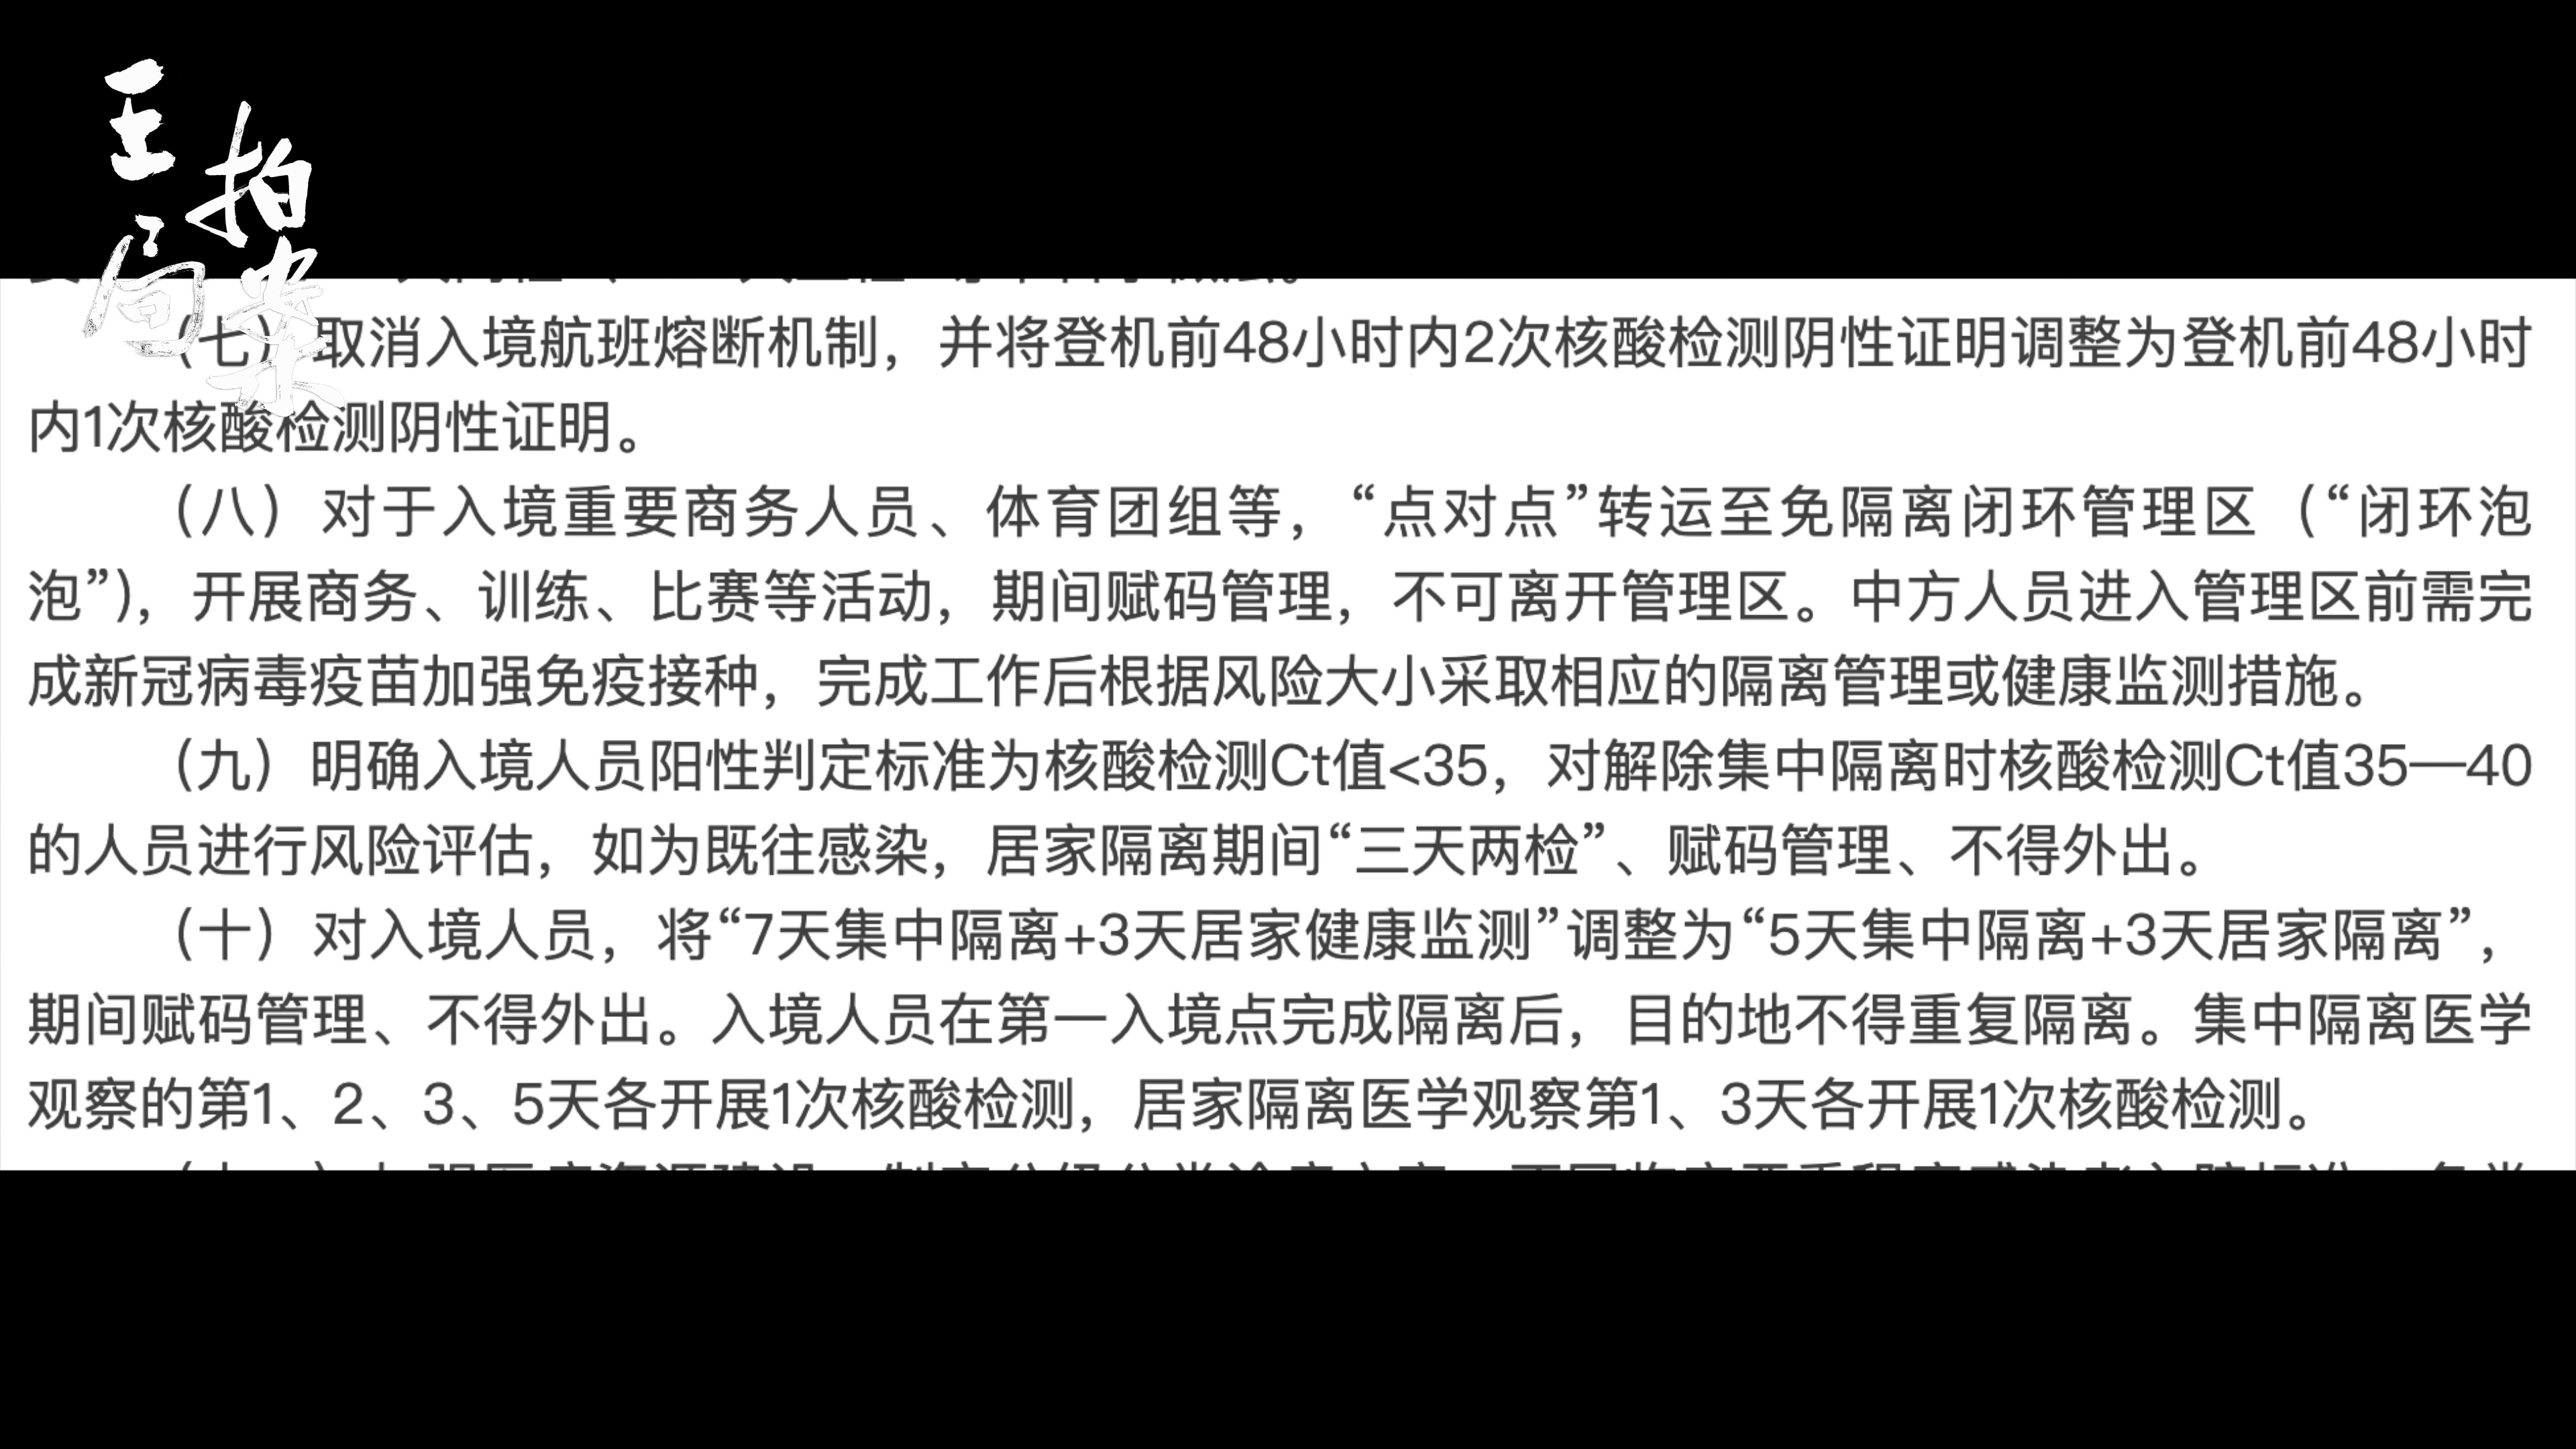 王局拍案
（七）取消入境航班熔断机制，并将登机前48小时内2次核酸检测阴性证明调整为登机前48小时
内1次核酸检测阴性证明。
（八）对于入境重要商务人员、体育团组等，“点对点”转运至免隔离闭环管理区（“闭环泡
泡”），开展商务、训练、比赛等活动，期间赋码管理，不可离开管理区。中方人员进入管理区前需完
成新冠病毒疫苗加强免疫接种，完成工作后根据风险大小采取相应的隔离管理或健康监测措施。
（九）明确入境人员阳性判定标准为核酸检测Ct值<35，对解除集中隔离时核酸检测Ct值35—40
的人员进行风险评估，如为既往感染，居家隔离期间“三天两检”、赋码管理、不得外出。
（十）对入境人员，将“7天集中隔离+3天居家健康监测”调整为“5天集中隔离+3天居家隔离”，
期间赋码管理、不得外出。入境人员在第一入境点完成隔离后，目的地不得重复隔离。集中隔离医学
观察的第1、2、3、5天各开展1次核酸检测，居家隔离医学观察第1、3天各开展1次核酸检测。